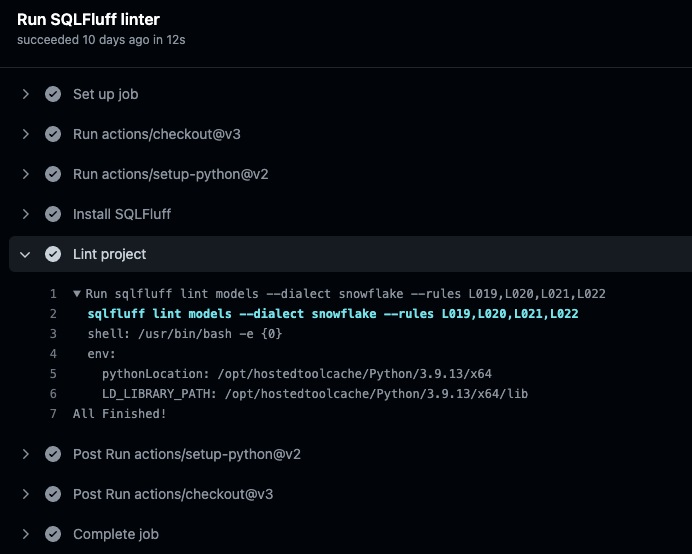 Run SQLFluff linter
succeeded 10 days ago in 12s
Set up job
Run actions/checkout@v3
Run actions/setup-python@v2
Install SQLFluff
Lint project
1 ▼ Run sqlfluff lint models --dialect snowflake --rules L019,L020,L021,L022
2 sqlfluff lint models --dialect snowflake --rules L019,L020,L021,L022
3 shell: /usr/bin/bash -e {0}
4 env:
5 pythonLocation: /opt/hostedtoolcache/Python/3.9.13/x64
6 LD_LIBRARY_PATH: /opt/hostedtoolcache/Python/3.9.13/x64/lib
7 All Finished!
Post Run actions/setup-python@v2
Post Run actions/checkout@v3
Complete job